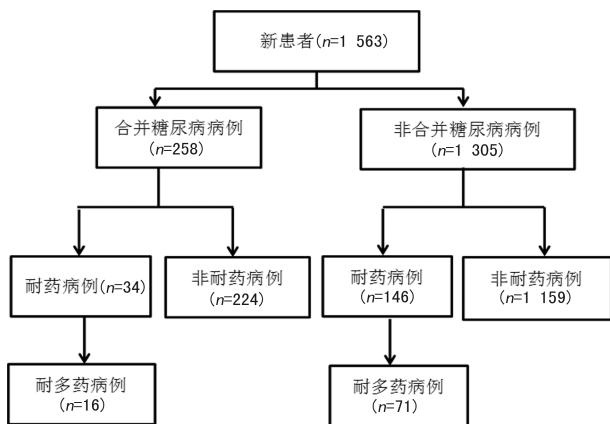 新患者(n=1 563)
合并糖尿病病例
(n=258)
非合并糖尿病病例
(n=1 305)
耐药病例(n=34)
非耐药病例
(n=224)
耐药病例
(n=146)
非耐药病例
(n=1 159)
耐多药病例
(n=16)
耐多药病例
(n=71)